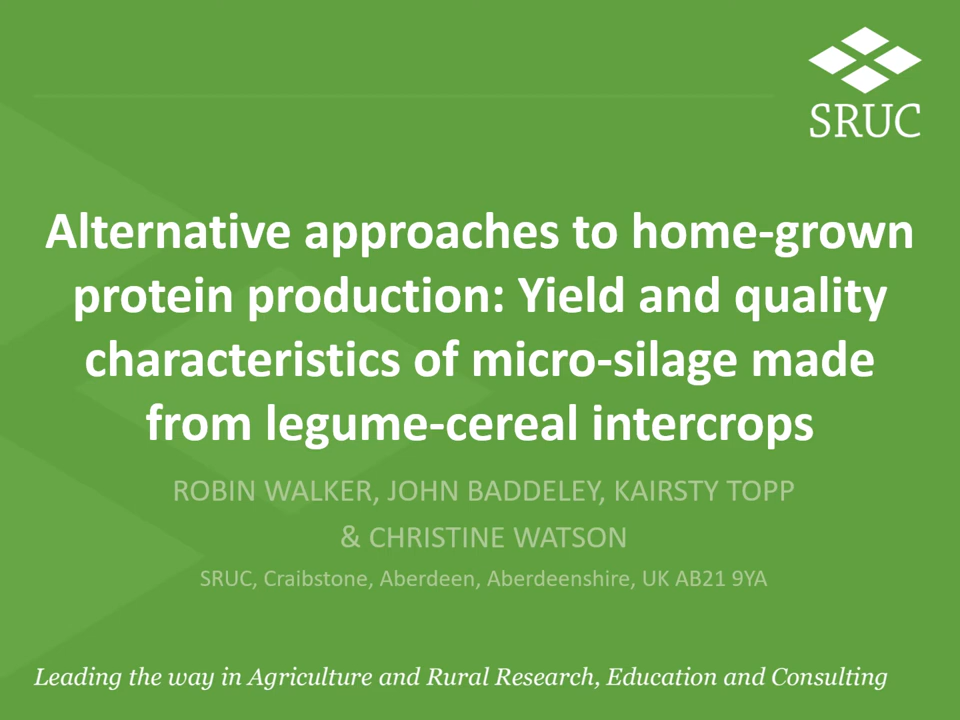 SRUC
Alternative approaches to home-grown
protein production: Yield and quality
characteristics of micro-silage made
from legume-cereal intercrops
ROBIN WALKER, JOHN BADDELEY, KAIRSTY TOPP
& CHRISTINE WATSON
SRUC, Craibstone, Aberdeen, Aberdeenshire, UK AB21 9YA
Leading the way in Agriculture and Rural Research, Education and Consulting